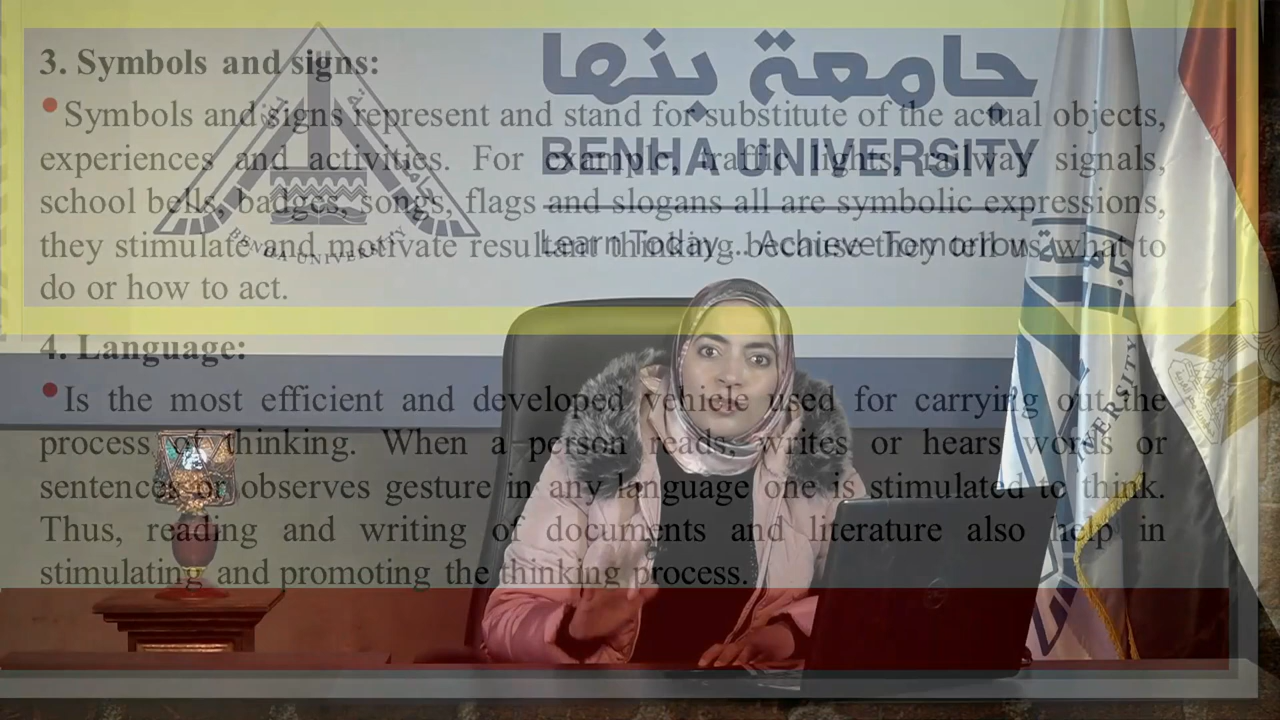 3. Symbols and signs:
•Symbols and signs represent and stand for substitute of the actual objects,
experiences and activities. For example, traffic lights, railway signals,
school bells, badges, songs, flags and slogans all are symbolic expressions,
they stimulate and motivate resultant thinking because they tell us what to
do or how to act.
4. Language:
•Is the most efficient and developed vehicle used for carrying out the
process of thinking. When a person reads, writes or hears words or
sentences or observes gesture in any language one is stimulated to think.
Thus, reading and writing of documents and literature also help in
stimulating and promoting the thinking process.
جامعة بنها
BENHA UNIVERSITY
Learn Today .. Achieve Tomorrow
BENHA UNIVERSITY
جامعة
VERSITY